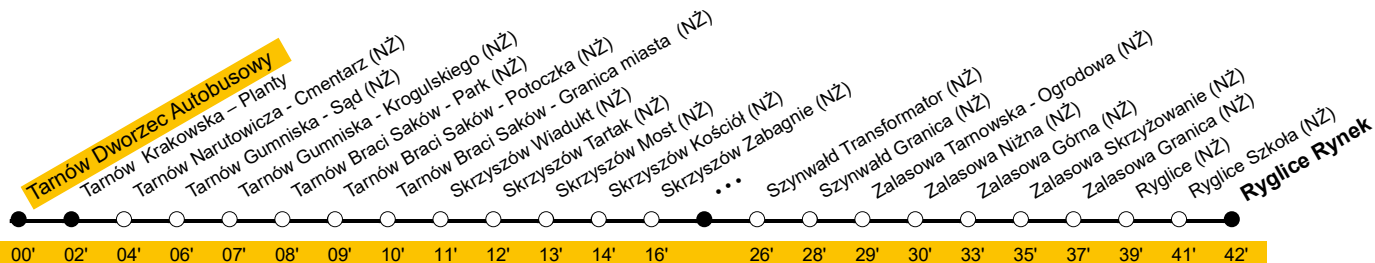 Tarnów Dworzec Autobusowy
Tarnów Krakowska – Planty
Tarnów Narutowicza - Cmentarz (NŻ)
Tarnów Gumniska - Sąd (NŻ)
Tarnów Gumniska - Krogulskiego (NŻ)
Tarnów Braci Saków - Park (NŻ)
Tarnów Braci Saków - Potoczka (NŻ)
Tarnów Braci Saków - Granica miasta (NŻ)
Skrzyszów Wiadukt (NŻ)
Skrzyszów Tartak (NŻ)
Skrzyszów Most (NŻ)
Skrzyszów Kościół (NŻ)
Skrzyszów Zabagnie (NŻ)
...
Szynwałd Transformator (NŻ)
Szynwałd Granica (NŻ)
Zalasowa Tarnowska - Ogrodowa (NŻ)
Zalasowa Niżna (NŻ)
Zalasowa Górna (NŻ)
Zalasowa Skrzyżowanie (NŻ)
Zalasowa Granica (NŻ)
Ryglice (NŻ)
Ryglice Szkoła (NŻ)
Ryglice Rynek
00' 02' 04' 06' 07' 08' 09' 10' 11' 12' 13' 14' 16' 26' 28' 29' 30' 33' 35' 37' 39' 41' 42'